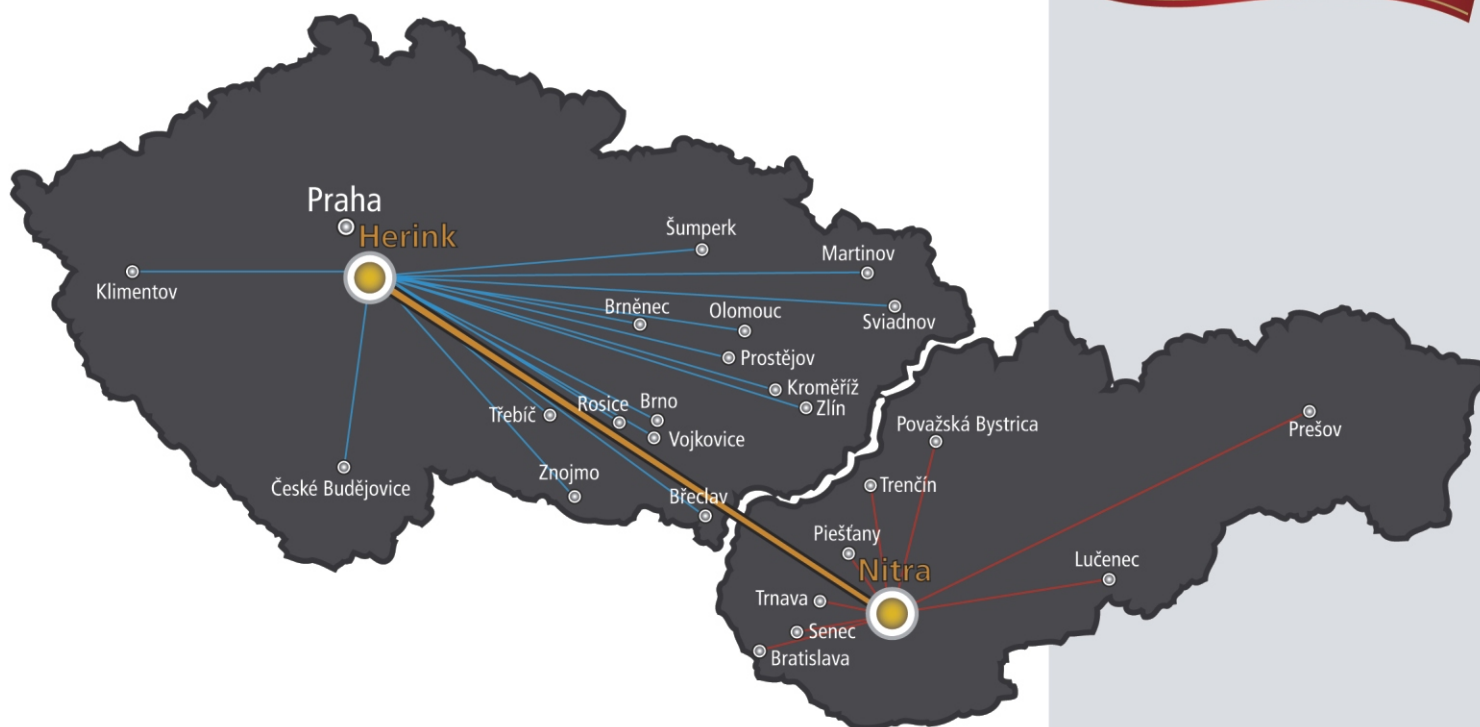 Praha
Herink
Šumperk
Martinov
Klimentov
Brněnec
Olomouc
Sviadnov
Prostějov
Kroměříž
Zlín
Třebíč
Rosice
Brno
Vojkovice
Považská Bystrica
Prešov
České Budějovice
Znojmo
Břeclav
Trenčín
Piešťany
Nitra
Lučenec
Trnava
Senec
Bratislava